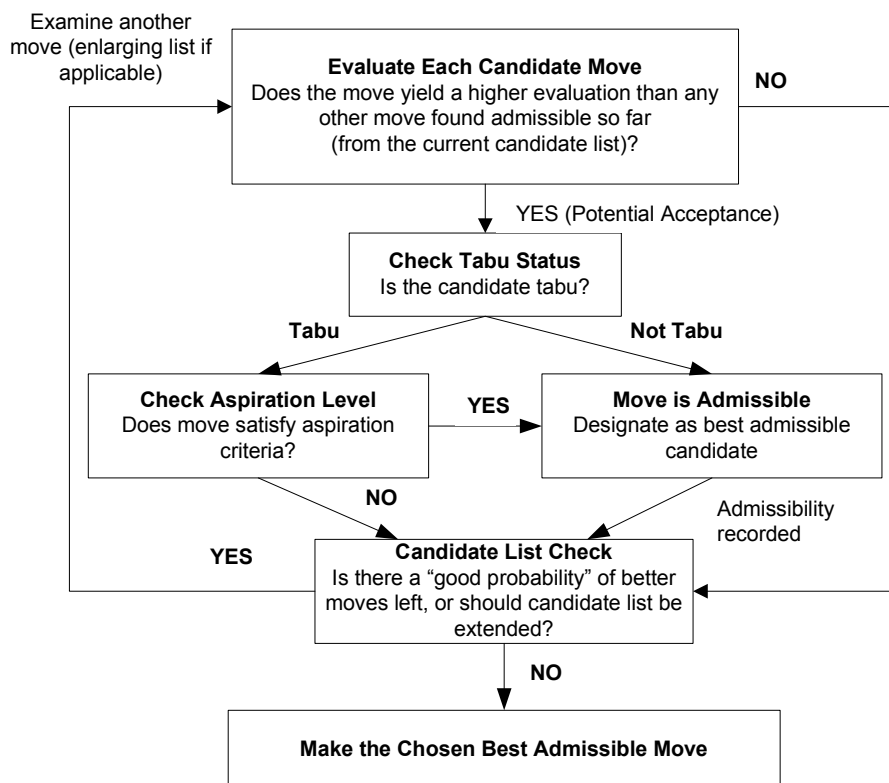 Examine another
move (enlarging list if
applicable)
Evaluate Each Candidate Move
Does the move yield a higher evaluation than any
other move found admissible so far
(from the current candidate list)?
NO
YES (Potential Acceptance)
Check Tabu Status
Is the candidate tabu?
Tabu
Not Tabu
Check Aspiration Level
Does move satisfy aspiration
criteria?
YES
Move is Admissible
Designate as best admissible
candidate
NO
Admissibility
recorded
YES
Candidate List Check
Is there a “good probability” of better
moves left, or should candidate list be
extended?
NO
Make the Chosen Best Admissible Move